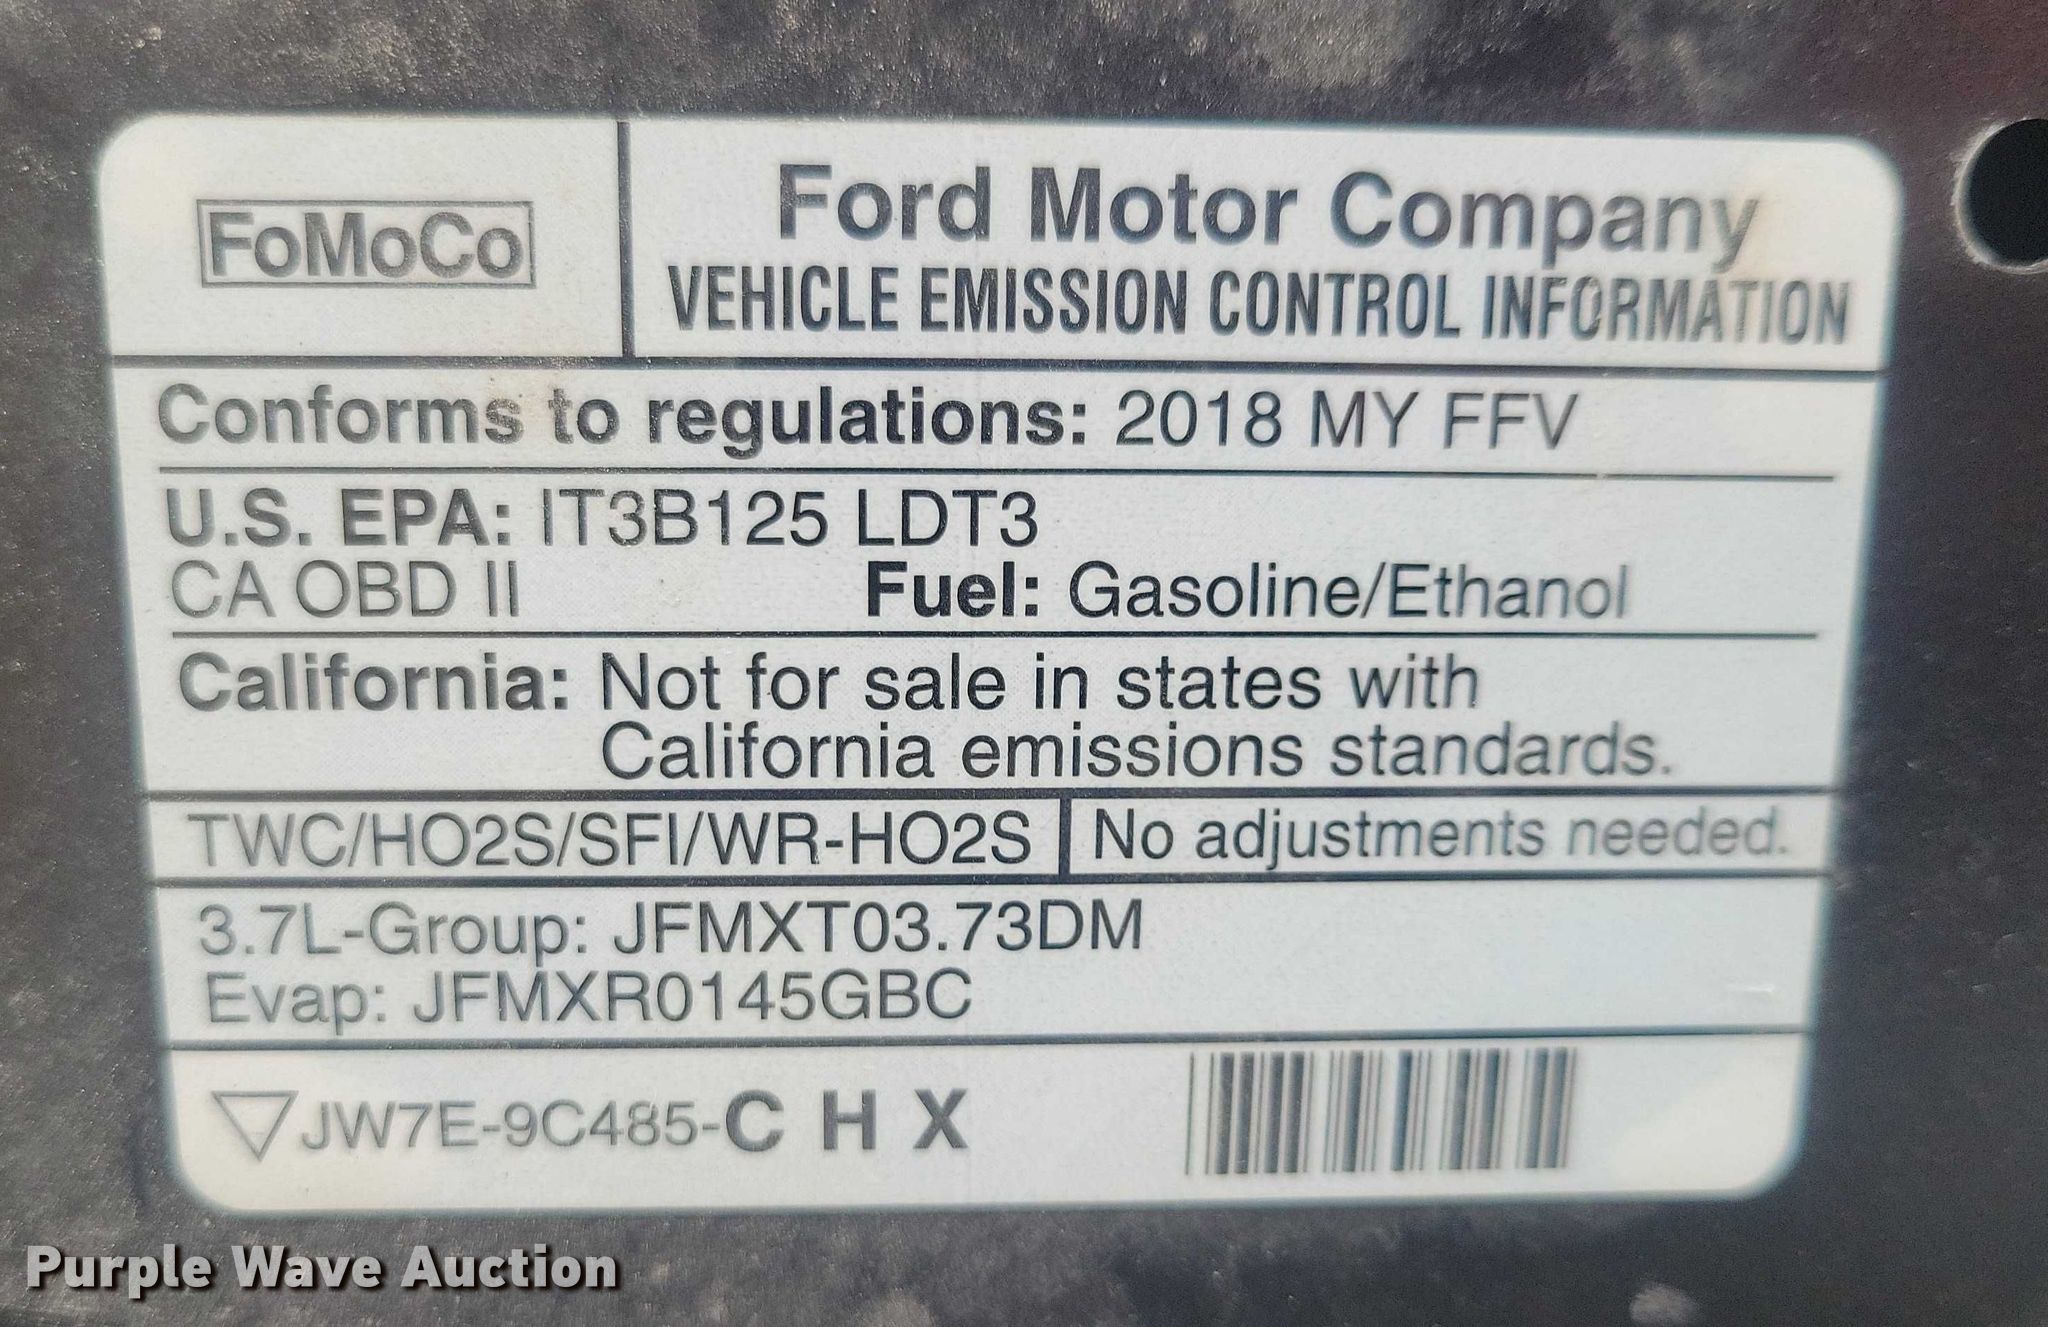 FoMoCo
Ford Motor Company
VEHICLE EMISSION CONTROL INFORMATION
Conforms to regulations: 2018 MY FFV
U.S. EPA: IT3B125 LDT3
CA OBD II Fuel: Gasoline/Ethanol
California: Not for sale in states with
California emissions standards.
TWC/HO2S/SFI/WR-HO2S No adjustments needed.
3.7L-Group: JFMXT03.73DM
Evap: JFMXR0145GBC
JW7E-9C485-C H X
Purple Wave Auction